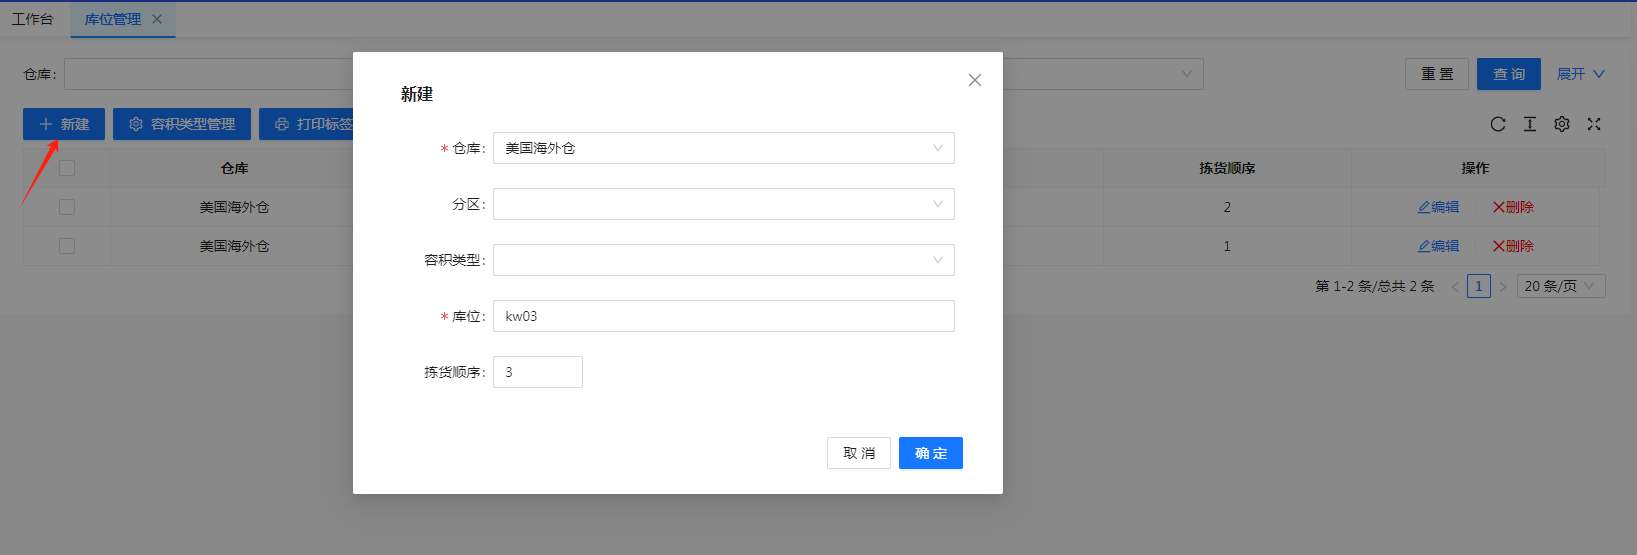 工作台 库位管理
仓库: 重 置 查 询 展开
新建 容积类型管理 打印标签
仓库 拣货顺序 操作
美国海外仓 2 编辑 删除
美国海外仓 1 编辑 删除
第 1-2 条/总共 2 条 1 20 条/页
新建
* 仓库: 美国海外仓
分区:
容积类型:
* 库位: kw03
拣货顺序: 3
取 消 确 定